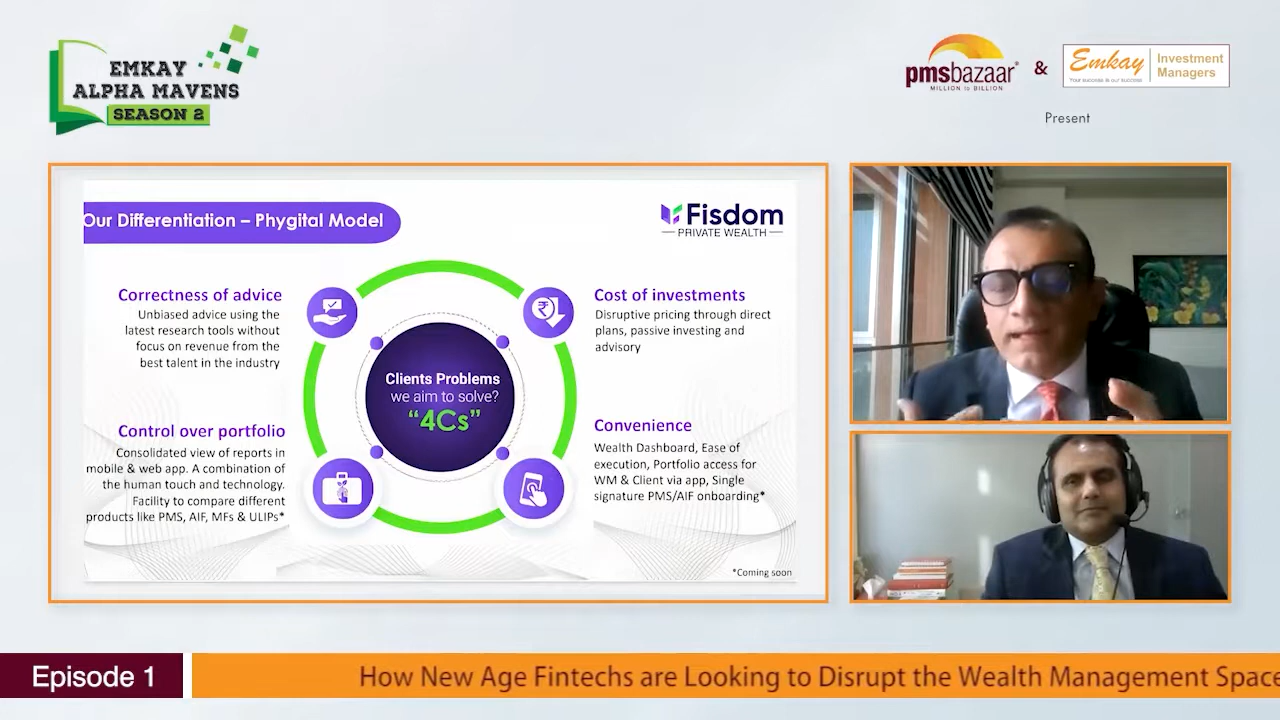 EMKAY
ALPHA MAVENS
SEASON 2
pmsbazaar
MILLION to BILLION
&
Emkay
Your success is our success
Investment
Managers
Present
Our Differentiation – Phygital Model
Fisdom
PRIVATE WEALTH
Correctness of advice
Unbiased advice using the
latest research tools without
focus on revenue from the
best talent in the industry
Cost of investments
Disruptive pricing through direct
plans, passive investing and
advisory
Clients Problems
we aim to solve?
“4Cs”
Control over portfolio
Consolidated view of reports in
mobile & web app. A combination of
the human touch and technology.
Facility to compare different
products like PMS, AIF, MFs & ULIPs*
Convenience
Wealth Dashboard, Ease of
execution, Portfolio access for
WM & Client via app, Single
signature PMS/AIF onboarding*
*Coming soon
Episode 1
How New Age Fintechs are Looking to Disrupt the Wealth Management Space